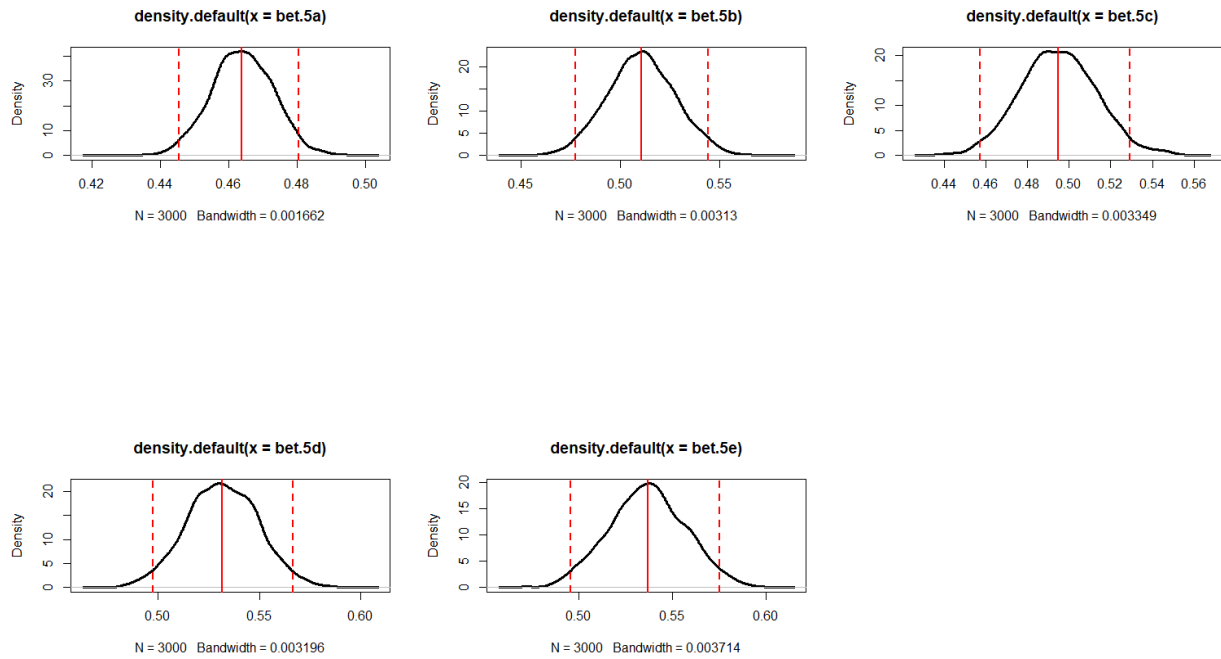 density.default(x = bet.5a)
density.default(x = bet.5b)
density.default(x = bet.5c)
Density
0 10 30
0.42 0.44 0.46 0.48 0.50
N = 3000 Bandwidth = 0.001662
Density
0 5 10 20
0.45 0.50 0.55
N = 3000 Bandwidth = 0.00313
Density
0 5 10 20
0.44 0.46 0.48 0.50 0.52 0.54 0.56
N = 3000 Bandwidth = 0.003349
density.default(x = bet.5d)
density.default(x = bet.5e)
Density
0 5 10 20
0.50 0.55 0.60
N = 3000 Bandwidth = 0.003196
Density
0 5 10 15 20
0.50 0.55 0.60
N = 3000 Bandwidth = 0.003714